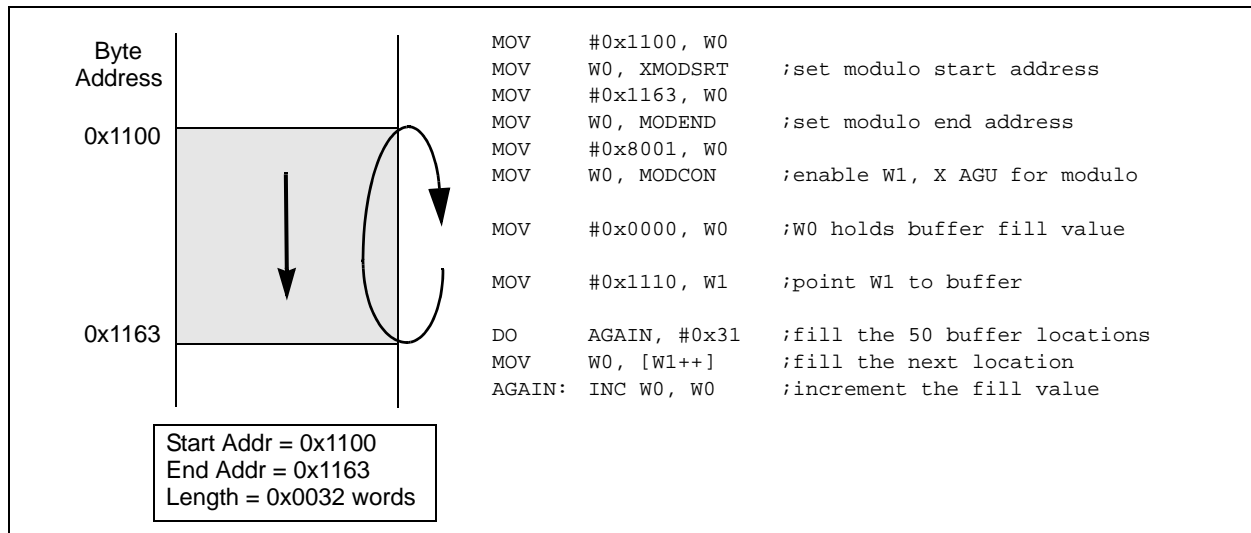 Byte
Address
0x1100
0x1163
Start Addr = 0x1100
End Addr = 0x1163
Length = 0x0032 words
MOV #0x1100, W0
MOV W0, XMODSRT ;set modulo start address
MOV #0x1163, W0
MOV W0, MODEND ;set modulo end address
MOV #0x8001, W0
MOV W0, MODCON ;enable W1, X AGU for modulo
MOV #0x0000, W0 ;W0 holds buffer fill value
MOV #0x1110, W1 ;point W1 to buffer
DO AGAIN, #0x31 ;fill the 50 buffer locations
MOV W0, [W1++] ;fill the next location
AGAIN: INC W0, W0 ;increment the fill value